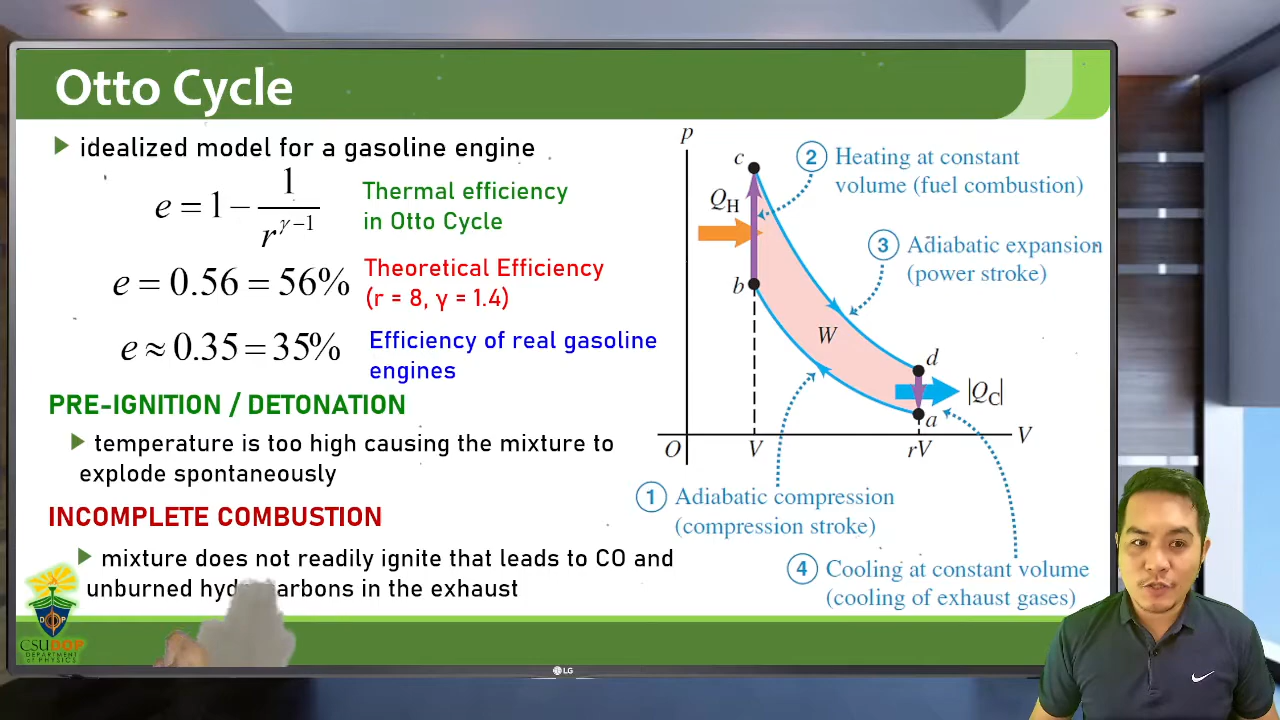 Otto Cycle
idealized model for a gasoline engine
e = 1 − 1 / r^(γ−1)
Thermal efficiency
in Otto Cycle
e = 0.56 = 56%
Theoretical Efficiency
(r = 8, γ = 1.4)
e ≈ 0.35 = 35%
Efficiency of real gasoline
engines
PRE-IGNITION / DETONATION
temperature is too high causing the mixture to
explode spontaneously
INCOMPLETE COMBUSTION
mixture does not readily ignite that leads to CO and
unburned hydrocarbons in the exhaust
p
c
2 Heating at constant
volume (fuel combustion)
QH
3 Adiabatic expansion
(power stroke)
b
W
d
|QC|
a
O
V
rV
V
1 Adiabatic compression
(compression stroke)
4 Cooling at constant volume
(cooling of exhaust gases)
D P
CSUDOP
DEPARTMENT
of PHYSICS
LG